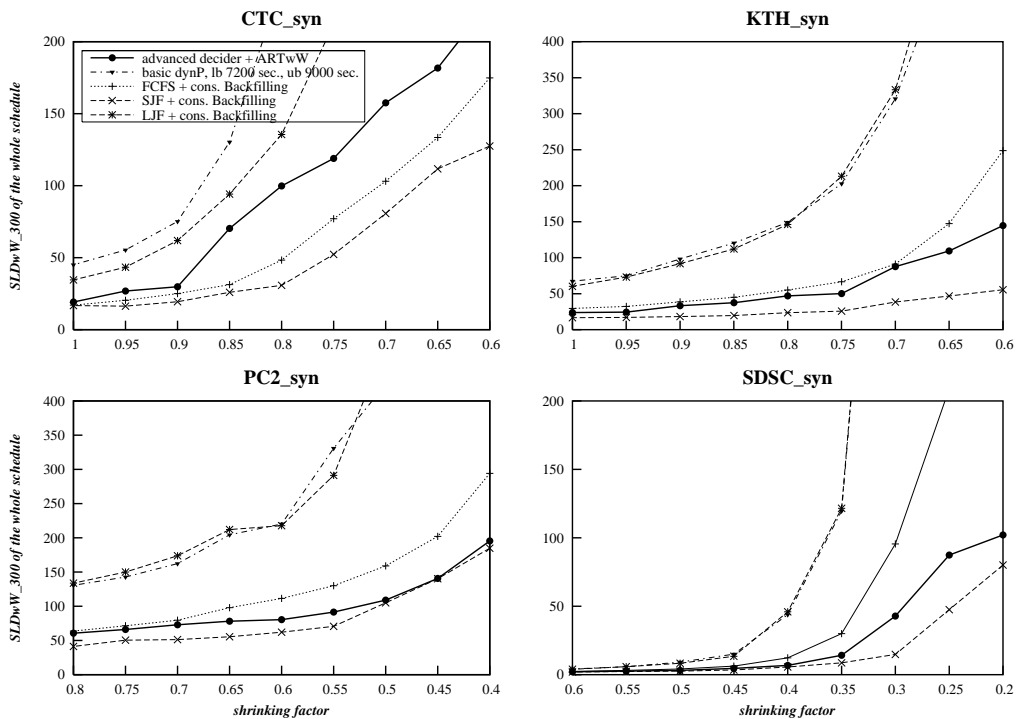 CTC_syn
KTH_syn
200
150
100
50
0
SLDwW_300 of the whole schedule
advanced decider + ARTwW
basic dynP, lb 7200 sec., ub 9000 sec.
FCFS + cons. Backfilling
SJF + cons. Backfilling
LJF + cons. Backfilling
1 0.95 0.9 0.85 0.8 0.75 0.7 0.65 0.6
400
350
300
250
200
150
100
50
0
1 0.95 0.9 0.85 0.8 0.75 0.7 0.65 0.6
PC2_syn
SDSC_syn
400
350
300
250
200
150
100
50
0
SLDwW_300 of the whole schedule
0.8 0.75 0.7 0.65 0.6 0.55 0.5 0.45 0.4
shrinking factor
200
150
100
50
0
0.6 0.55 0.5 0.45 0.4 0.35 0.3 0.25 0.2
shrinking factor